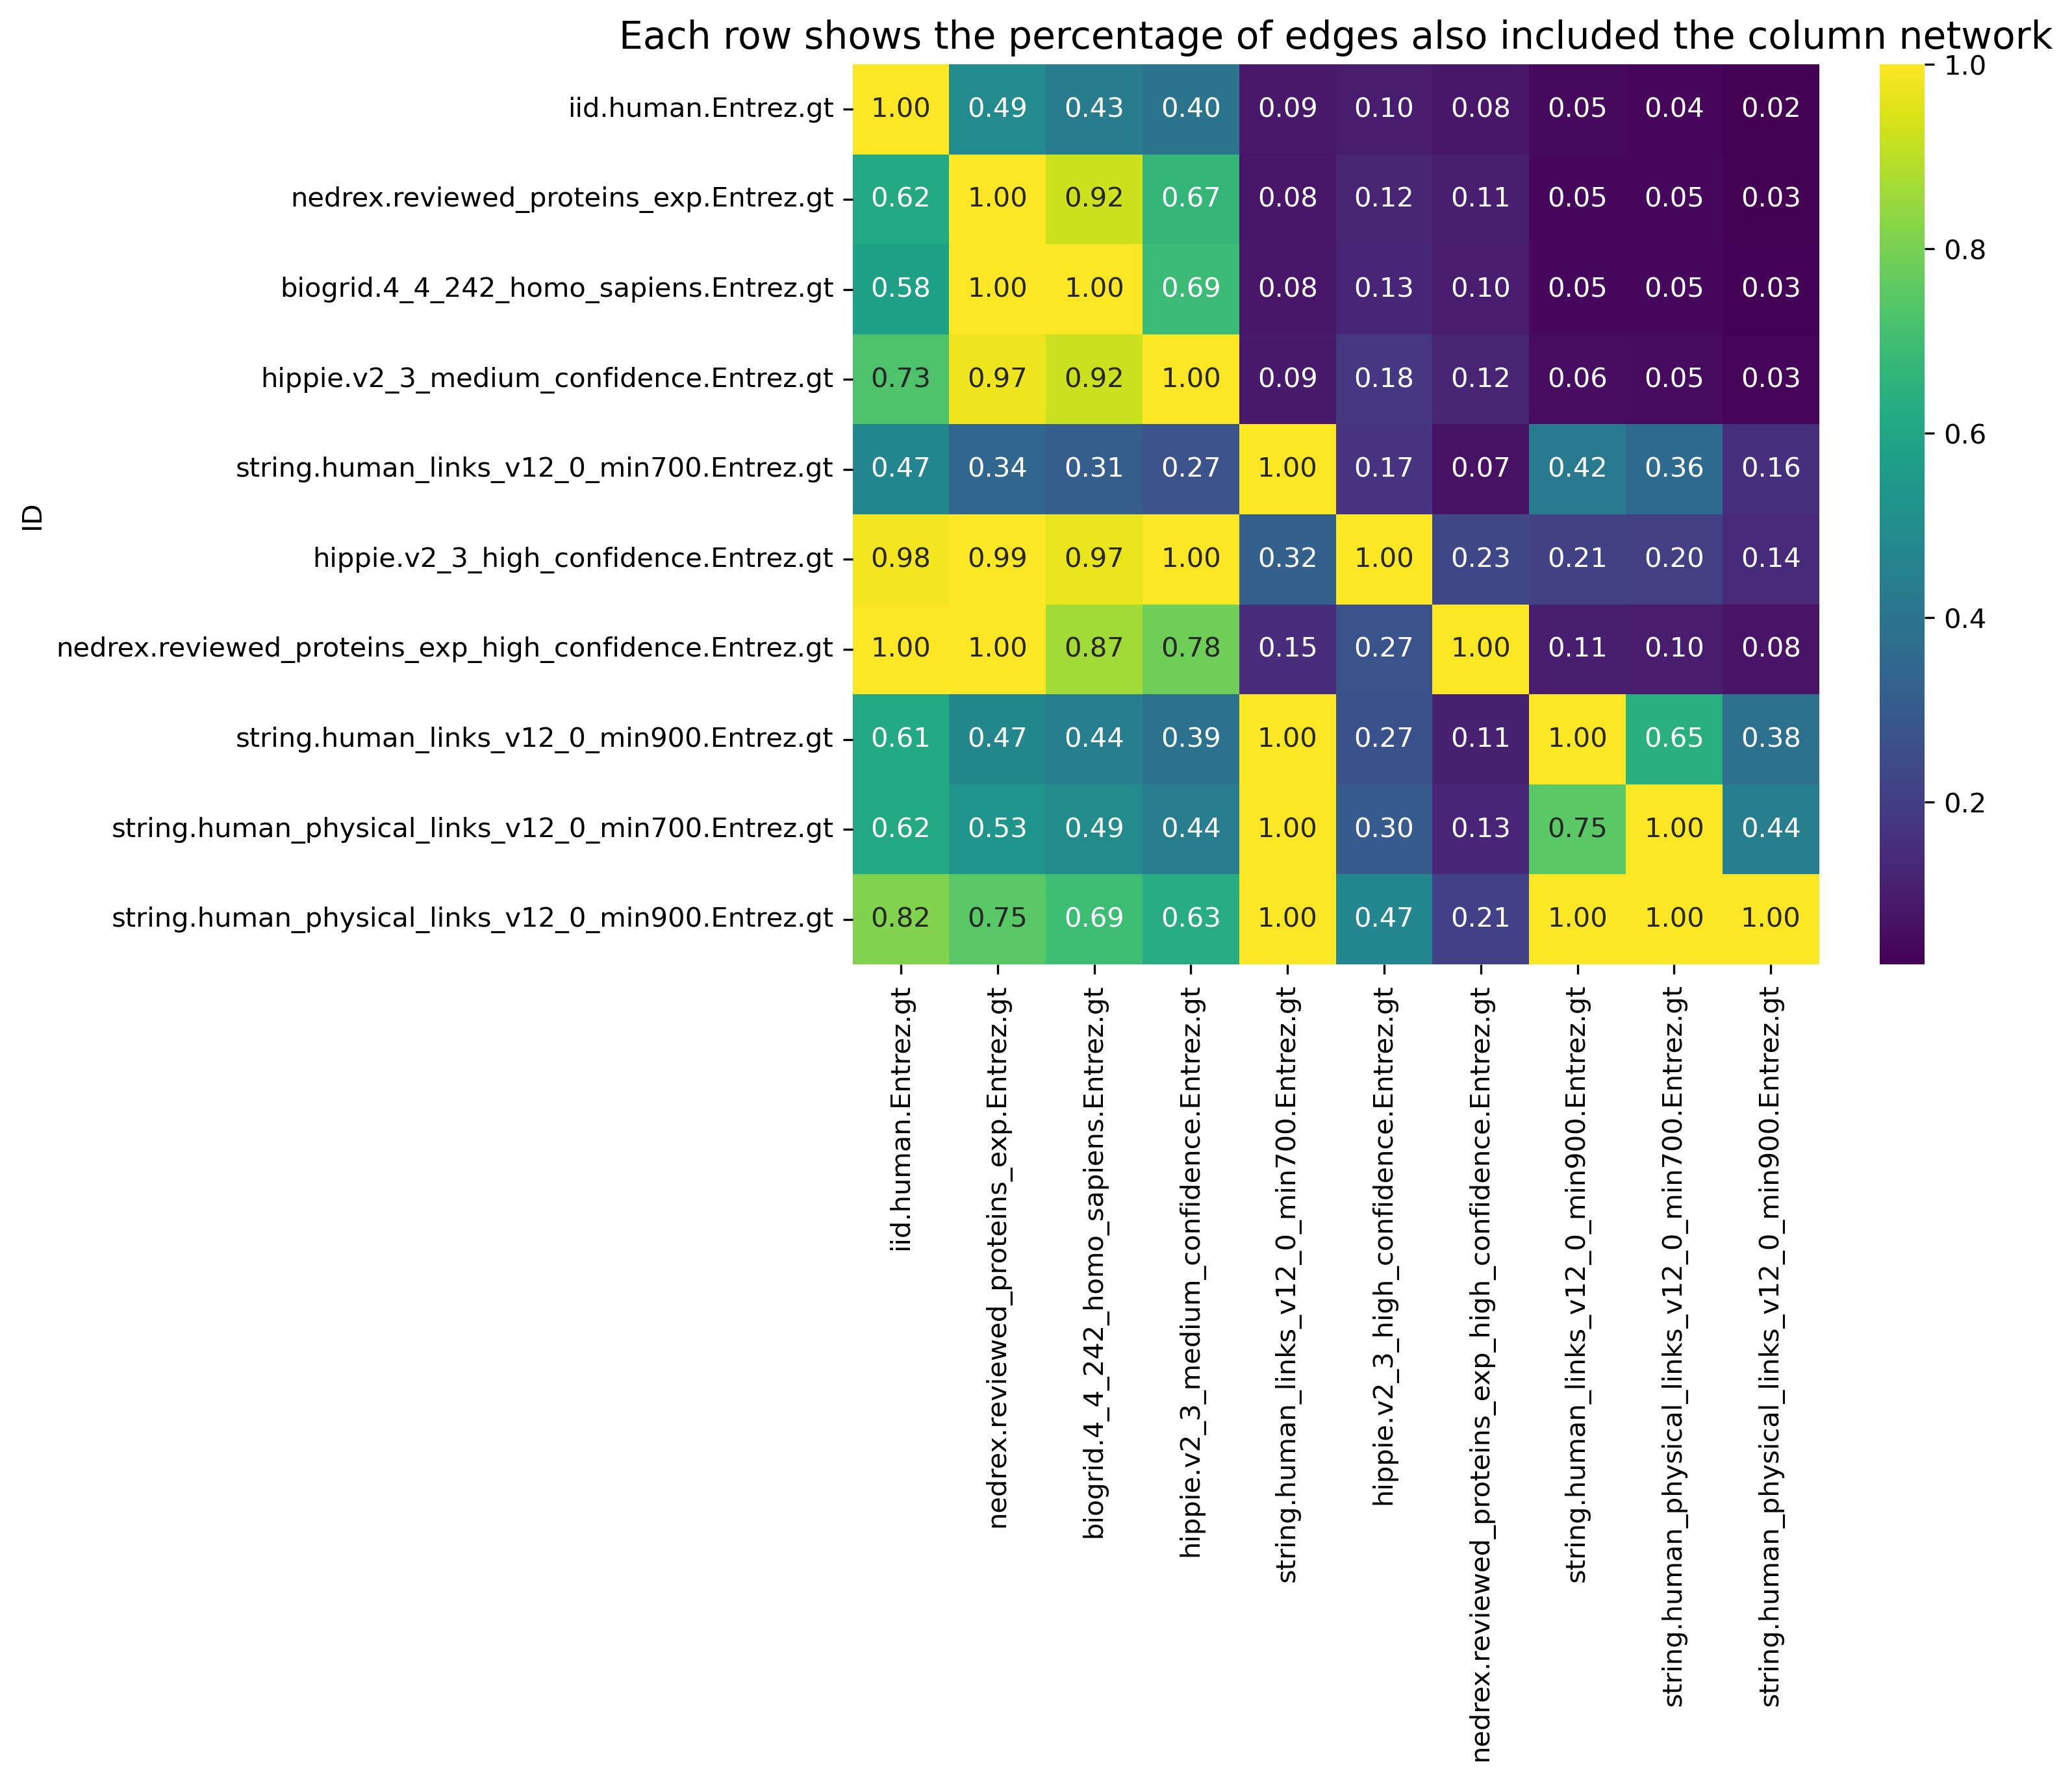 Each row shows the percentage of edges also included the column network
ID
iid.human.Entrez.gt 1.00 0.49 0.43 0.40 0.09 0.10 0.08 0.05 0.04 0.02
nedrex.reviewed_proteins_exp.Entrez.gt 0.62 1.00 0.92 0.67 0.08 0.12 0.11 0.05 0.05 0.03
biogrid.4_4_242_homo_sapiens.Entrez.gt 0.58 1.00 1.00 0.69 0.08 0.13 0.10 0.05 0.05 0.03
hippie.v2_3_medium_confidence.Entrez.gt 0.73 0.97 0.92 1.00 0.09 0.18 0.12 0.06 0.05 0.03
string.human_links_v12_0_min700.Entrez.gt 0.47 0.34 0.31 0.27 1.00 0.17 0.07 0.42 0.36 0.16
hippie.v2_3_high_confidence.Entrez.gt 0.98 0.99 0.97 1.00 0.32 1.00 0.23 0.21 0.20 0.14
nedrex.reviewed_proteins_exp_high_confidence.Entrez.gt 1.00 1.00 0.87 0.78 0.15 0.27 1.00 0.11 0.10 0.08
string.human_links_v12_0_min900.Entrez.gt 0.61 0.47 0.44 0.39 1.00 0.27 0.11 1.00 0.65 0.38
string.human_physical_links_v12_0_min700.Entrez.gt 0.62 0.53 0.49 0.44 1.00 0.30 0.13 0.75 1.00 0.44
string.human_physical_links_v12_0_min900.Entrez.gt 0.82 0.75 0.69 0.63 1.00 0.47 0.21 1.00 1.00 1.00
iid.human.Entrez.gt
nedrex.reviewed_proteins_exp.Entrez.gt
biogrid.4_4_242_homo_sapiens.Entrez.gt
hippie.v2_3_medium_confidence.Entrez.gt
string.human_links_v12_0_min700.Entrez.gt
hippie.v2_3_high_confidence.Entrez.gt
nedrex.reviewed_proteins_exp_high_confidence.Entrez.gt
string.human_links_v12_0_min900.Entrez.gt
string.human_physical_links_v12_0_min700.Entrez.gt
string.human_physical_links_v12_0_min900.Entrez.gt
1.0
0.8
0.6
0.4
0.2